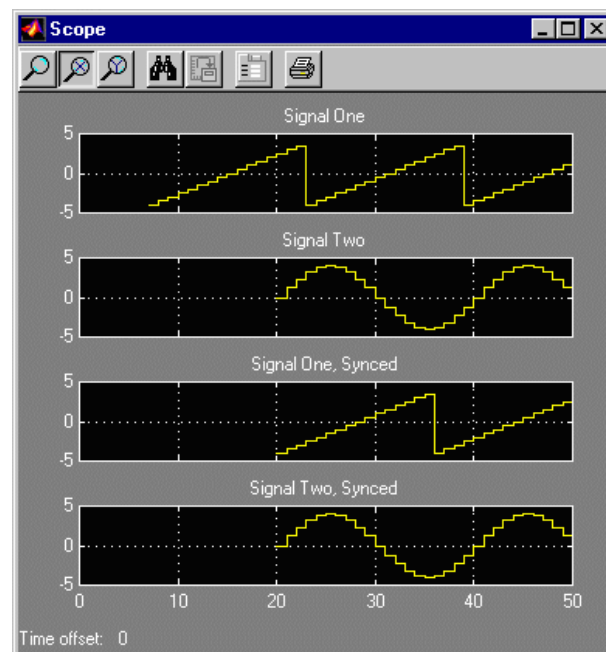 Scope
Signal One
5
0
-5
Signal Two
5
0
-5
Signal One, Synced
5
0
-5
Signal Two, Synced
5
0
-5
0 10 20 30 40 50
Time offset: 0